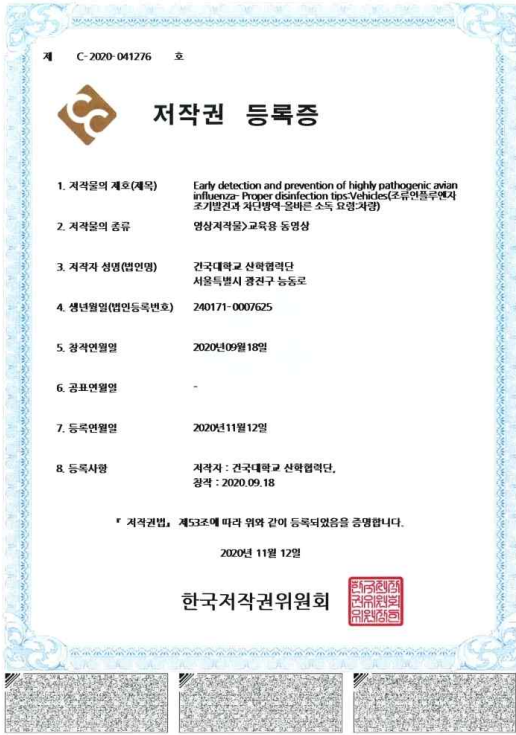 제 C-2020-041276 호
저작권 등록증
1. 저작물의 제호(제목) Early detection and prevention of highly pathogenic avian
influenza- Proper disinfection tips:Vehicles(조류인플루엔자
조기발견과 차단방역-올바른 소독 요령:차량)
2. 저작물의 종류 영상저작물>교육용 동영상
3. 저작자 성명(법인명) 건국대학교 산학협력단
서울특별시 광진구 능동로
4. 생년월일(법인등록번호) 240171-0007625
5. 창작연월일 2020년09월18일
6. 공표연월일 -
7. 등록연월일 2020년11월12일
8. 등록사항 저작자 : 건국대학교 산학협력단,
창작 : 2020.09.18
『 저작권법』 제53조에 따라 위와 같이 등록되었음을 증명합니다.
2020년 11월 12일
한국저작권위원회